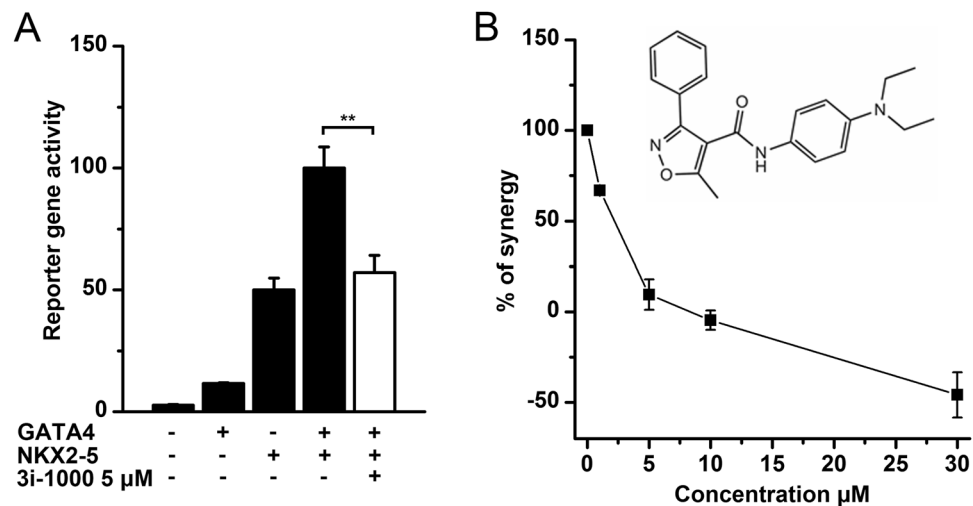 A
150
100
50
0
Reporter gene activity
**
GATA4 - + - + +
NKX2-5 - - + + +
3i-1000 5 µM - - - - +
B
150
100
50
0
-50
% of synergy
0 5 10 15 20 25 30
Concentration µM
N
O
O
N
H
N